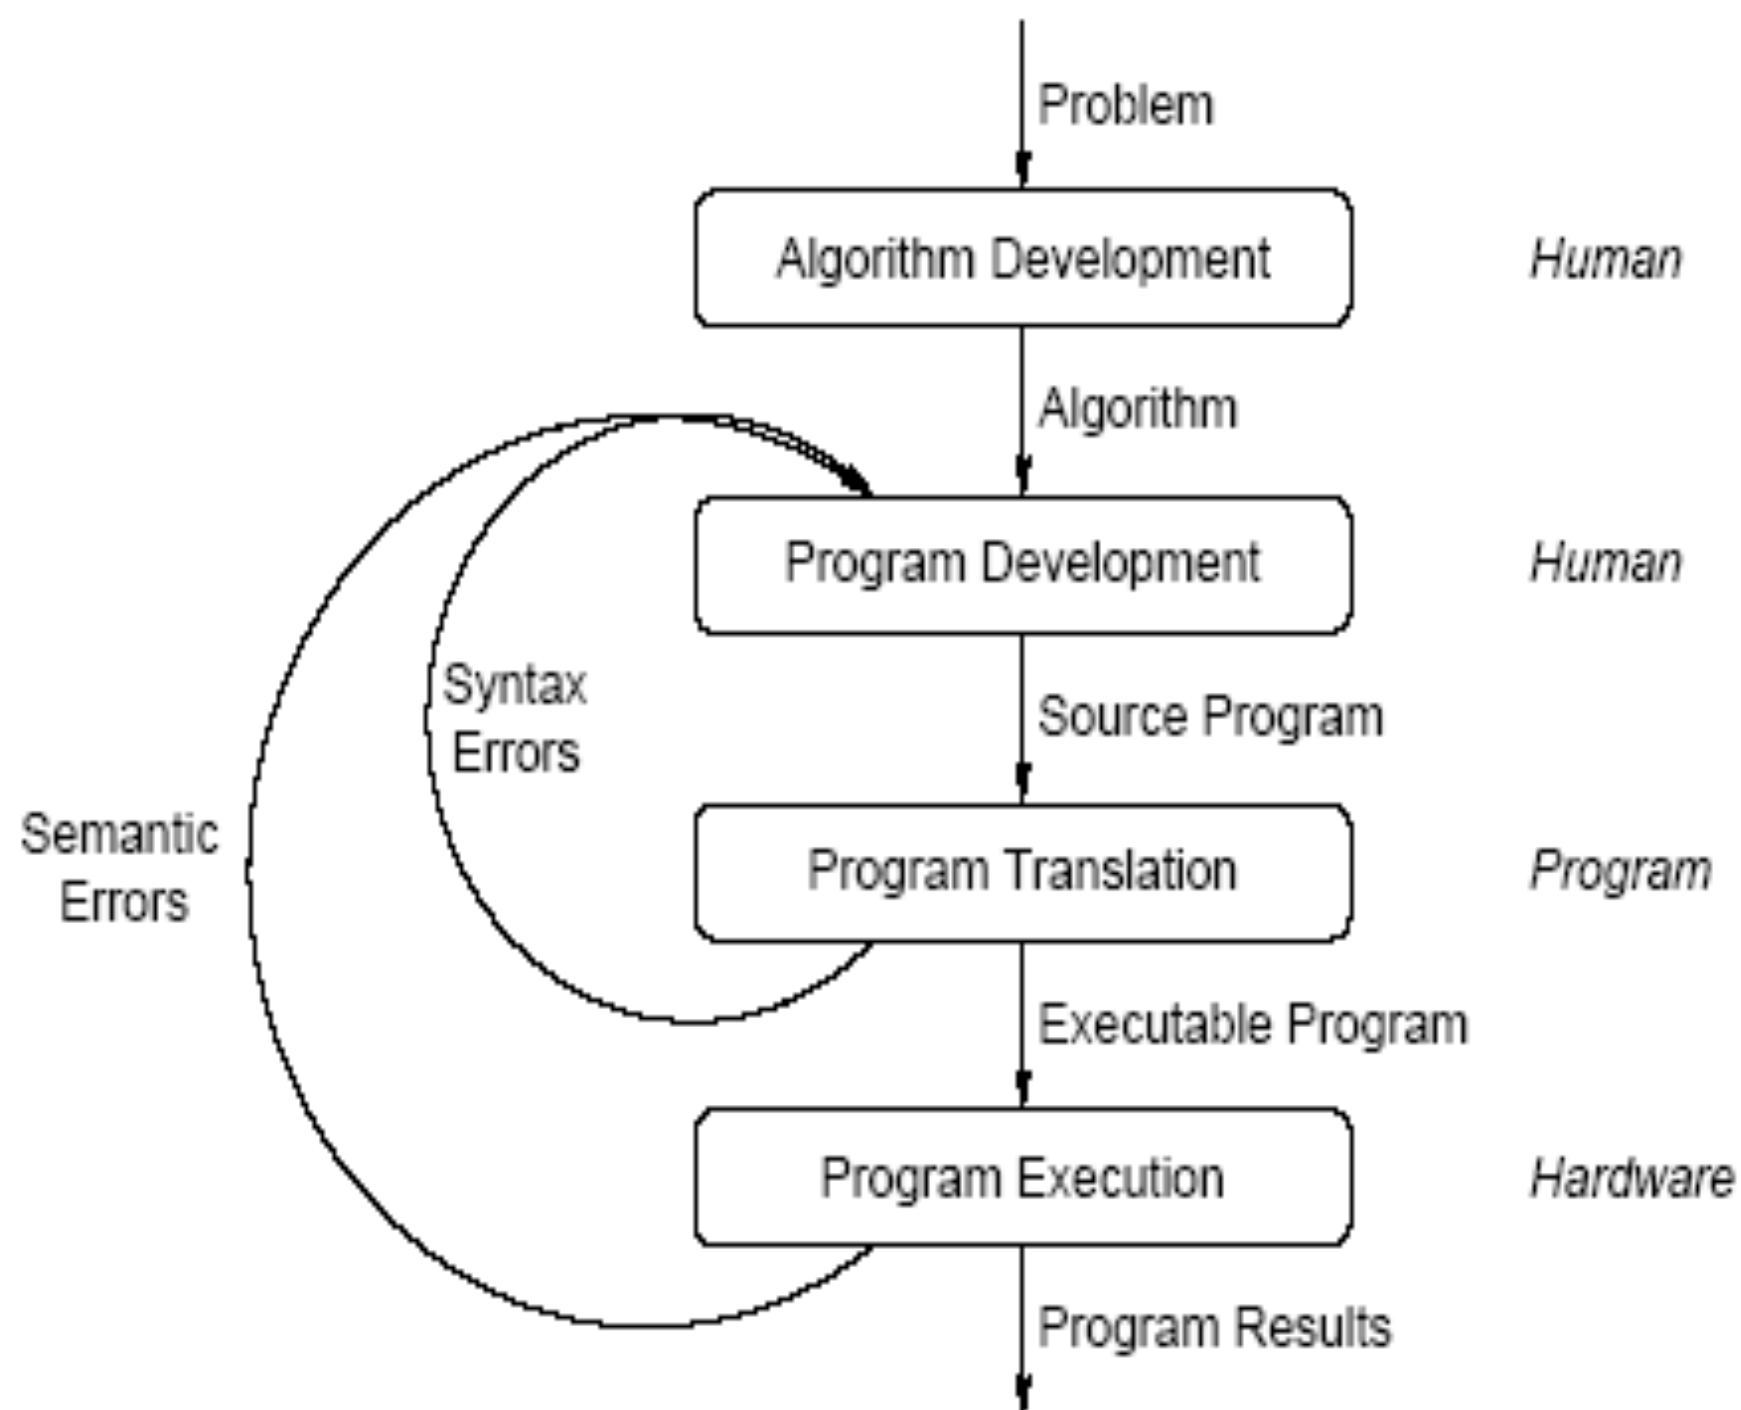 Problem
Algorithm Development
Human
Algorithm
Program Development
Human
Syntax
Errors
Source Program
Semantic
Errors
Program Translation
Program
Executable Program
Program Execution
Hardware
Program Results